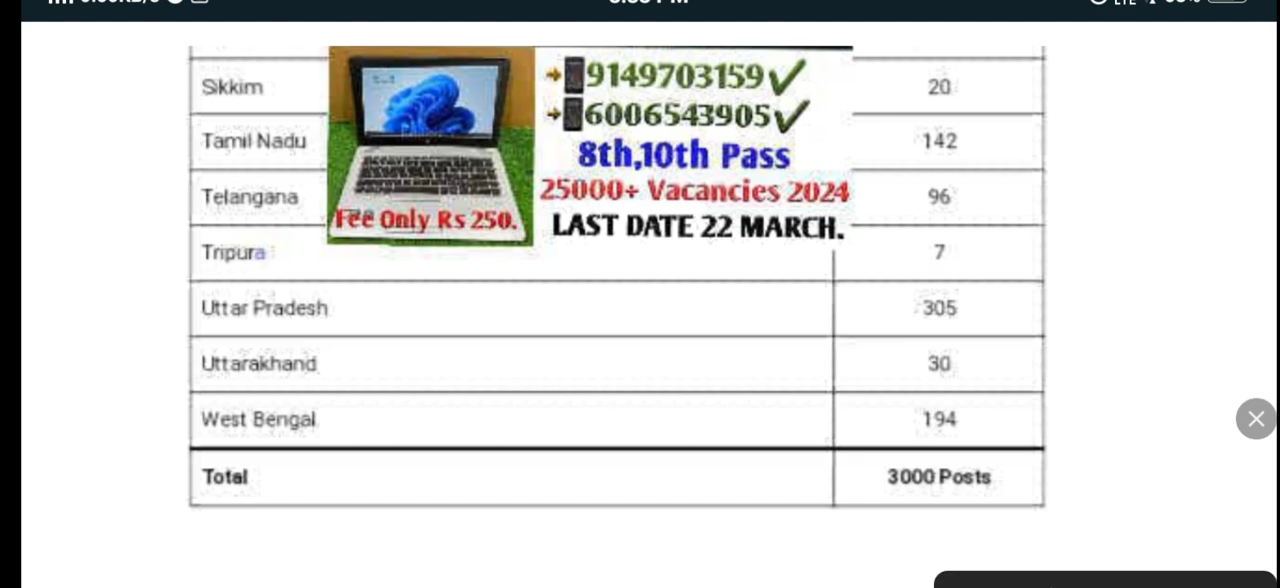 Sikkim 20
Tamil Nadu 142
Telangana 96
Tripura 7
9149703159
6006543905
8th,10th Pass
25000+ Vacancies 2024
LAST DATE 22 MARCH.
Fee Only Rs 250.
Uttar Pradesh 305
Uttarakhand 30
West Bengal 194
Total 3000 Posts